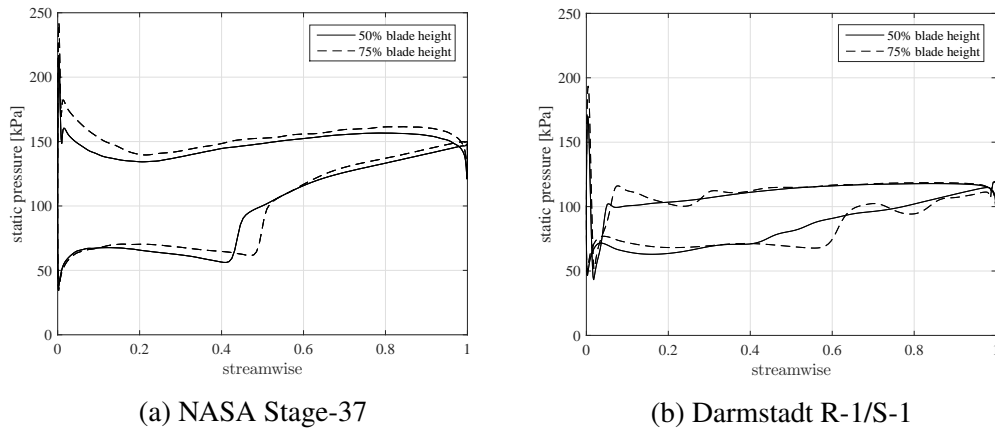 250
200
150
100
50
0
static pressure [kPa]
50% blade height
75% blade height
0
0.2
0.4
0.6
0.8
1
streamwise
(a) NASA Stage-37
250
200
150
100
50
0
static pressure [kPa]
50% blade height
75% blade height
0
0.2
0.4
0.6
0.8
streamwise
(b) Darmstadt R-1/S-1